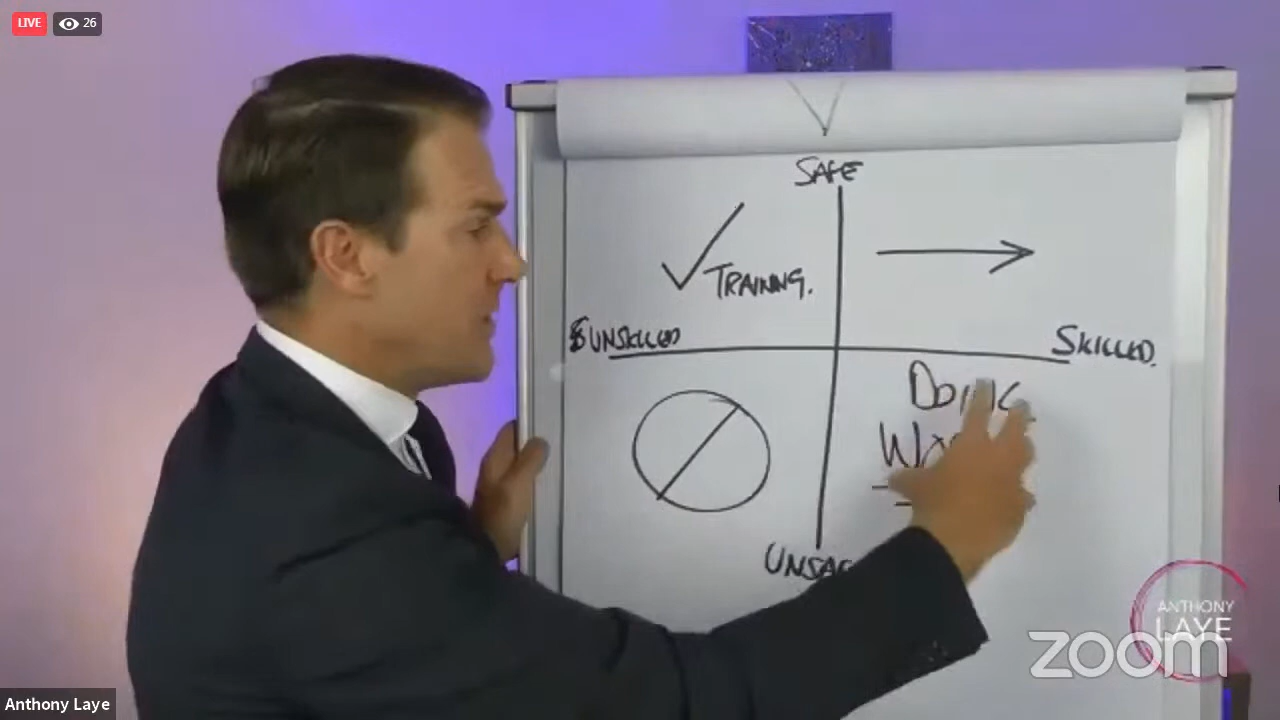 LIVE 26
SAFE
TRAINING.
UNSKILLED
SKILLED.
ANTHONY
LAYE
zoom
Anthony Laye